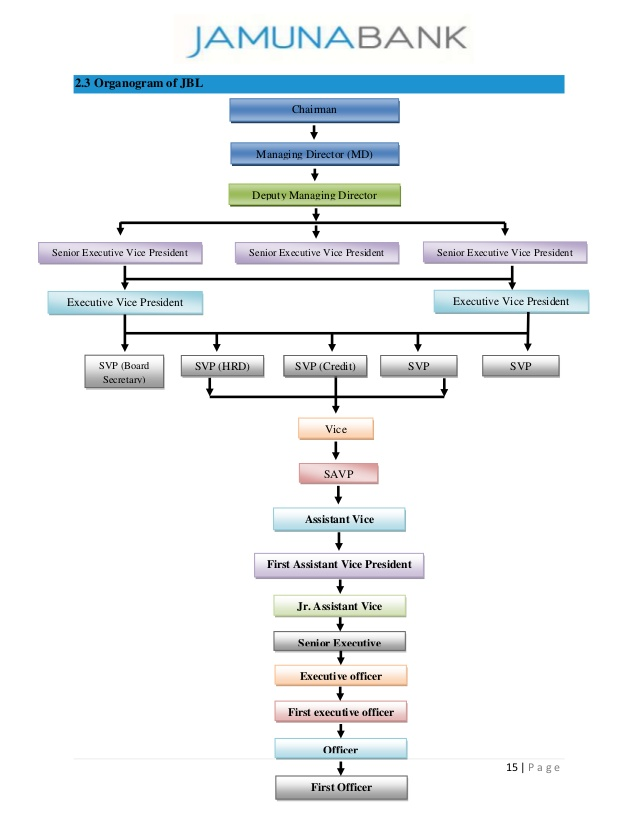 JAMUNABANK
2.3 Organogram of JBL
Chairman
Managing Director (MD)
Deputy Managing Director
Senior Executive Vice President Senior Executive Vice President Senior Executive Vice President
Executive Vice President Executive Vice President
SVP (Board SVP (HRD) SVP (Credit) SVP SVP
Secretary)
Vice
SAVP
Assistant Vice
First Assistant Vice President
Jr. Assistant Vice
Senior Executive
Executive officer
First executive officer
Officer
15 | P a g e
First Officer